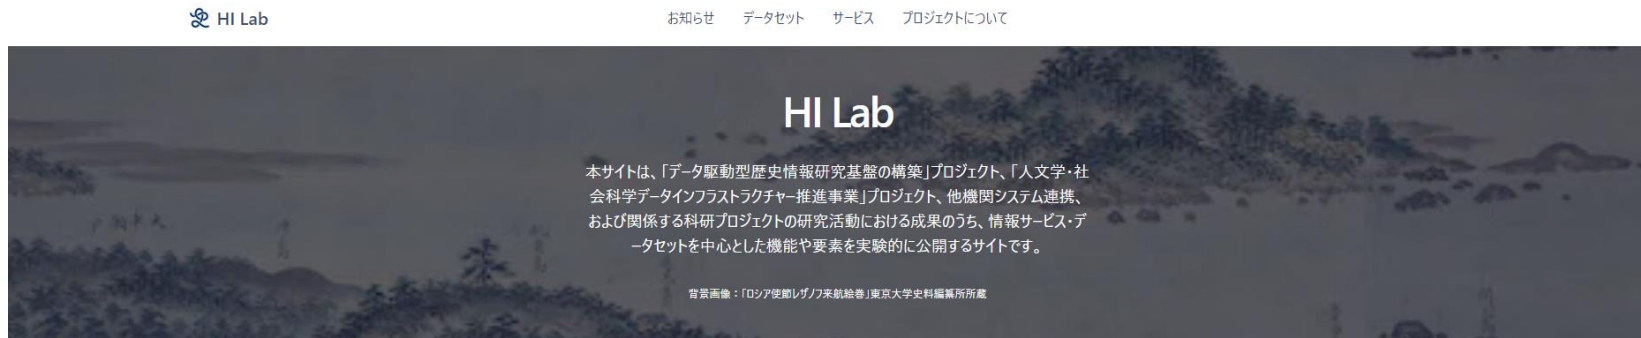 HI Lab
お知らせ データセット サービス プロジェクトについて
HI Lab
本サイトは、「データ駆動型歴史情報研究基盤の構築」プロジェクト、「人文学・社
会科学データインフラストラクチャー推進事業」プロジェクト、他機関システム連携、
および関係する科研プロジェクトの研究活動における成果のうち、情報サービス・デ
ータセットを中心とした機能や要素を実験的に公開するサイトです。
背景画像：「ロシア使節レザノフ来航絵巻」東京大学史料編纂所所蔵